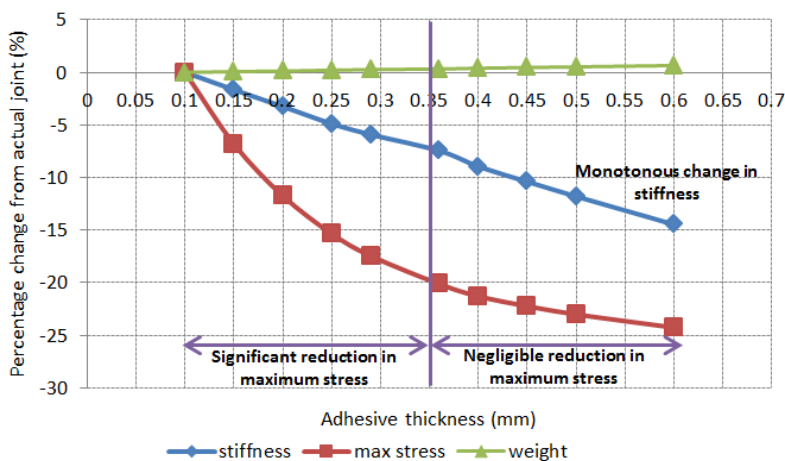 Percentage change from actual joint (%)
5
0
-5
-10
-15
-20
-25
-30
0 0.05 0.1 0.15 0.2 0.25 0.3 0.35 0.4 0.45 0.5 0.55 0.6 0.65 0.7
Monotonous change in
stiffness
Significant reduction in
maximum stress
Negligible reduction in
maximum stress
Adhesive thickness (mm)
stiffness max stress weight